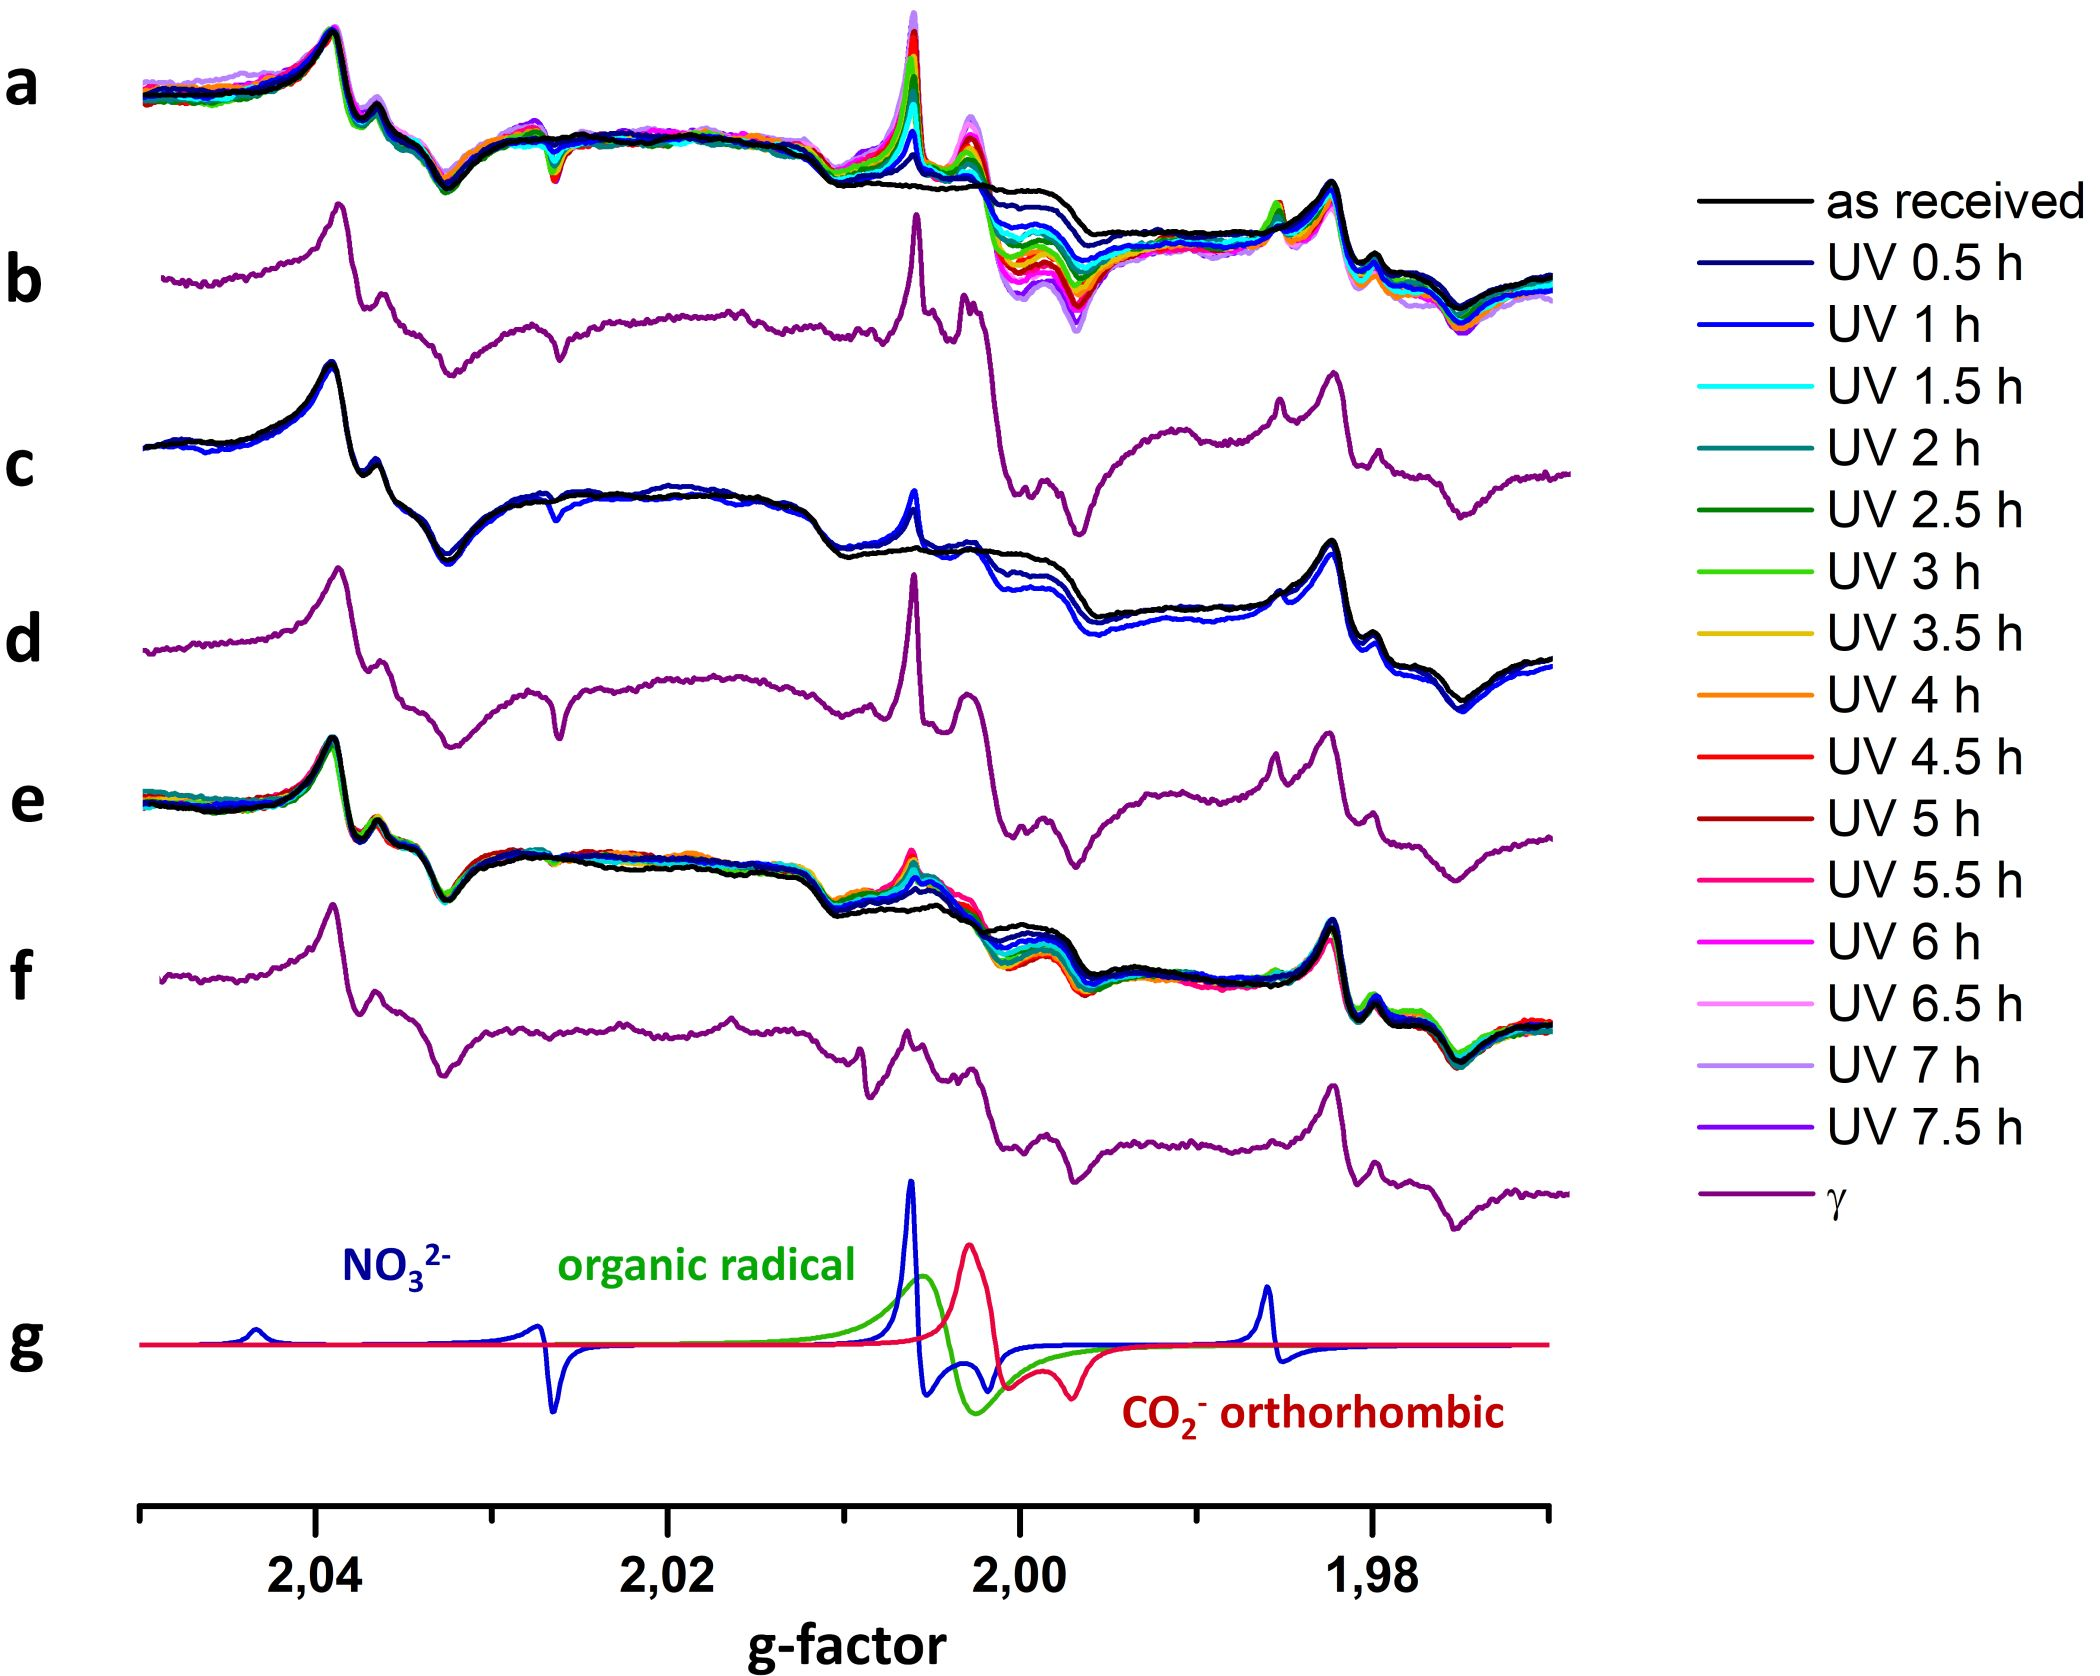 a
b
c
d
e
f
g
as received
UV 0.5 h
UV 1 h
UV 1.5 h
UV 2 h
UV 2.5 h
UV 3 h
UV 3.5 h
UV 4 h
UV 4.5 h
UV 5 h
UV 5.5 h
UV 6 h
UV 6.5 h
UV 7 h
UV 7.5 h
γ
NO₃²⁻
organic radical
CO₂⁻ orthorhombic
2,04 2,02 2,00 1,98
g-factor